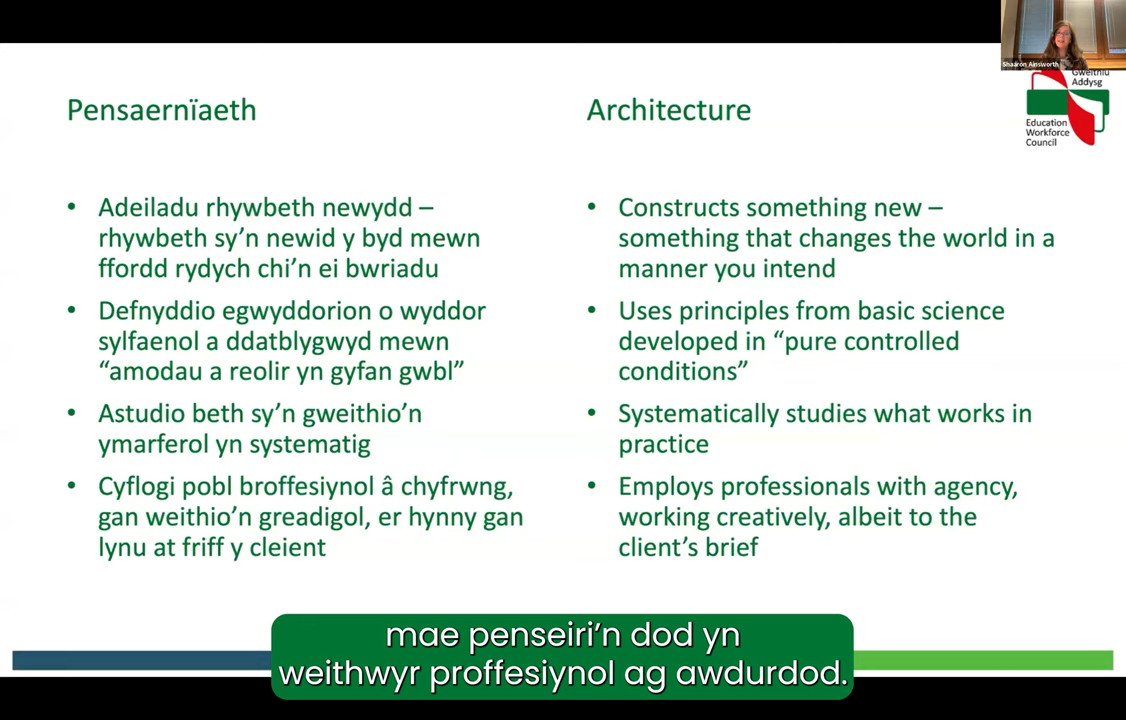 Shaaron Ainsworth
Gweithlu
Addysg
Education
Workforce
Council
Pensaernïaeth
• Adeiladu rhywbeth newydd –
rhywbeth sy’n newid y byd mewn
ffordd rydych chi’n ei bwriadu
• Defnyddio egwyddorion o wyddor
sylfaenol a ddatblygwyd mewn
“amodau a reolir yn gyfan gwbl”
• Astudio beth sy’n gweithio’n
ymarferol yn systematig
• Cyflogi pobl broffesiynol â chyfrwng,
gan weithio’n greadigol, er hynny gan
lynu at friff y cleient
Architecture
• Constructs something new –
something that changes the world in a
manner you intend
• Uses principles from basic science
developed in “pure controlled
conditions”
• Systematically studies what works in
practice
• Employs professionals with agency,
working creatively, albeit to the
client’s brief
mae penseiri’n dod yn
weithwyr proffesiynol ag awdurdod.